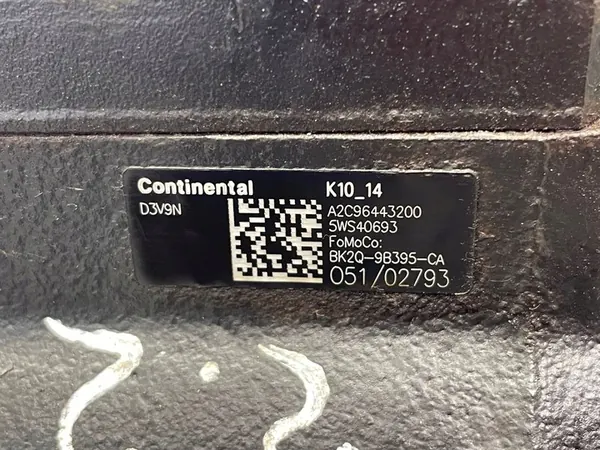 Continental
K10_14
D3V9N
A2C96443200
5WS40693
FoMoCo:
BK2Q-9B395-CA
051/02793